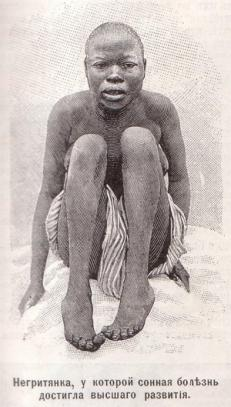 Негритянка, у которой сонная болѣзнь
достигла высшаго развитія.